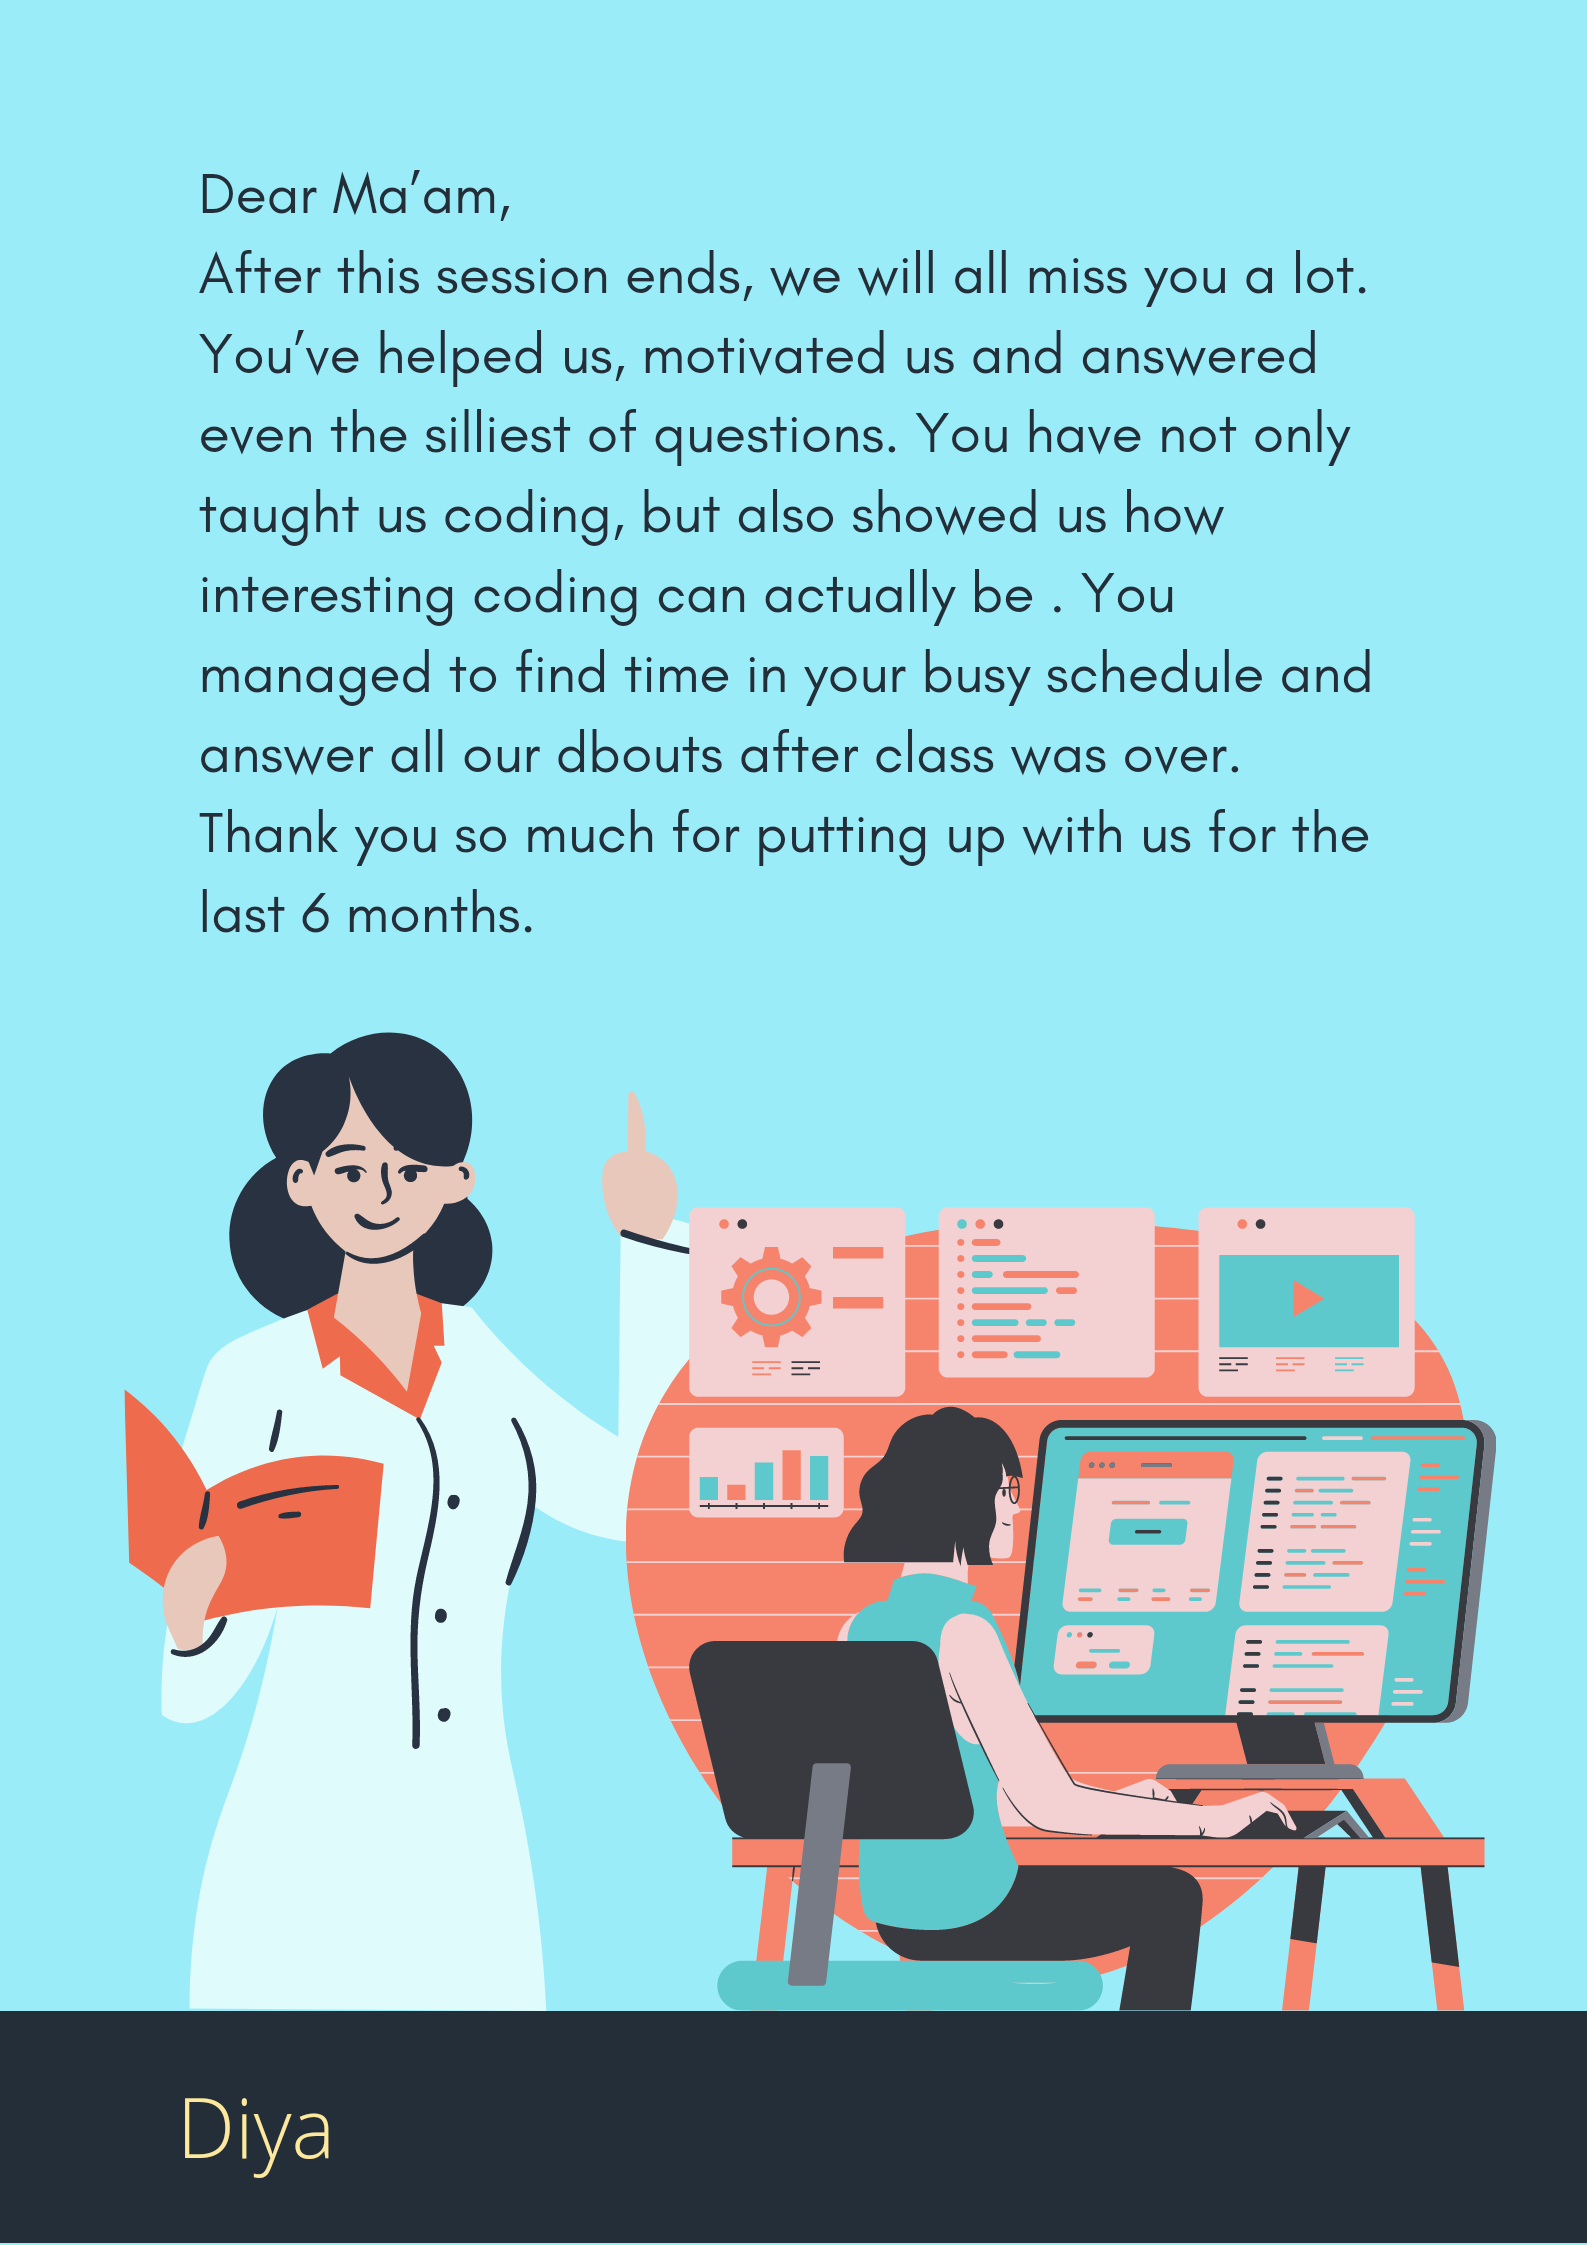 Dear Ma’am,
After this session ends, we will all miss you a lot.
You’ve helped us, motivated us and answered
even the silliest of questions. You have not only
taught us coding, but also showed us how
interesting coding can actually be . You
managed to find time in your busy schedule and
answer all our dbouts after class was over.
Thank you so much for putting up with us for the
last 6 months.
Diya